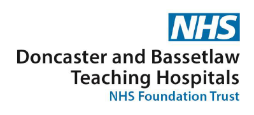 NHS
Doncaster and Bassetlaw
Teaching Hospitals
NHS Foundation Trust